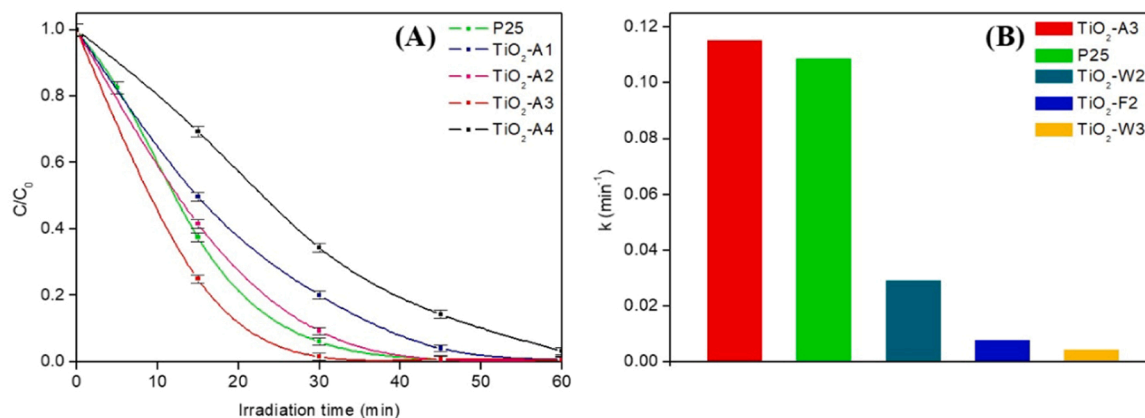 (A)
P25
TiO2-A1
TiO2-A2
TiO2-A3
TiO2-A4
C/C0
1.0
0.8
0.6
0.4
0.2
0.0
0 10 20 30 40 50 60
Irradiation time (min)
(B)
TiO2-A3
P25
TiO2-W2
TiO2-F2
TiO2-W3
k (min-1)
0.12
0.10
0.08
0.06
0.04
0.02
0.00